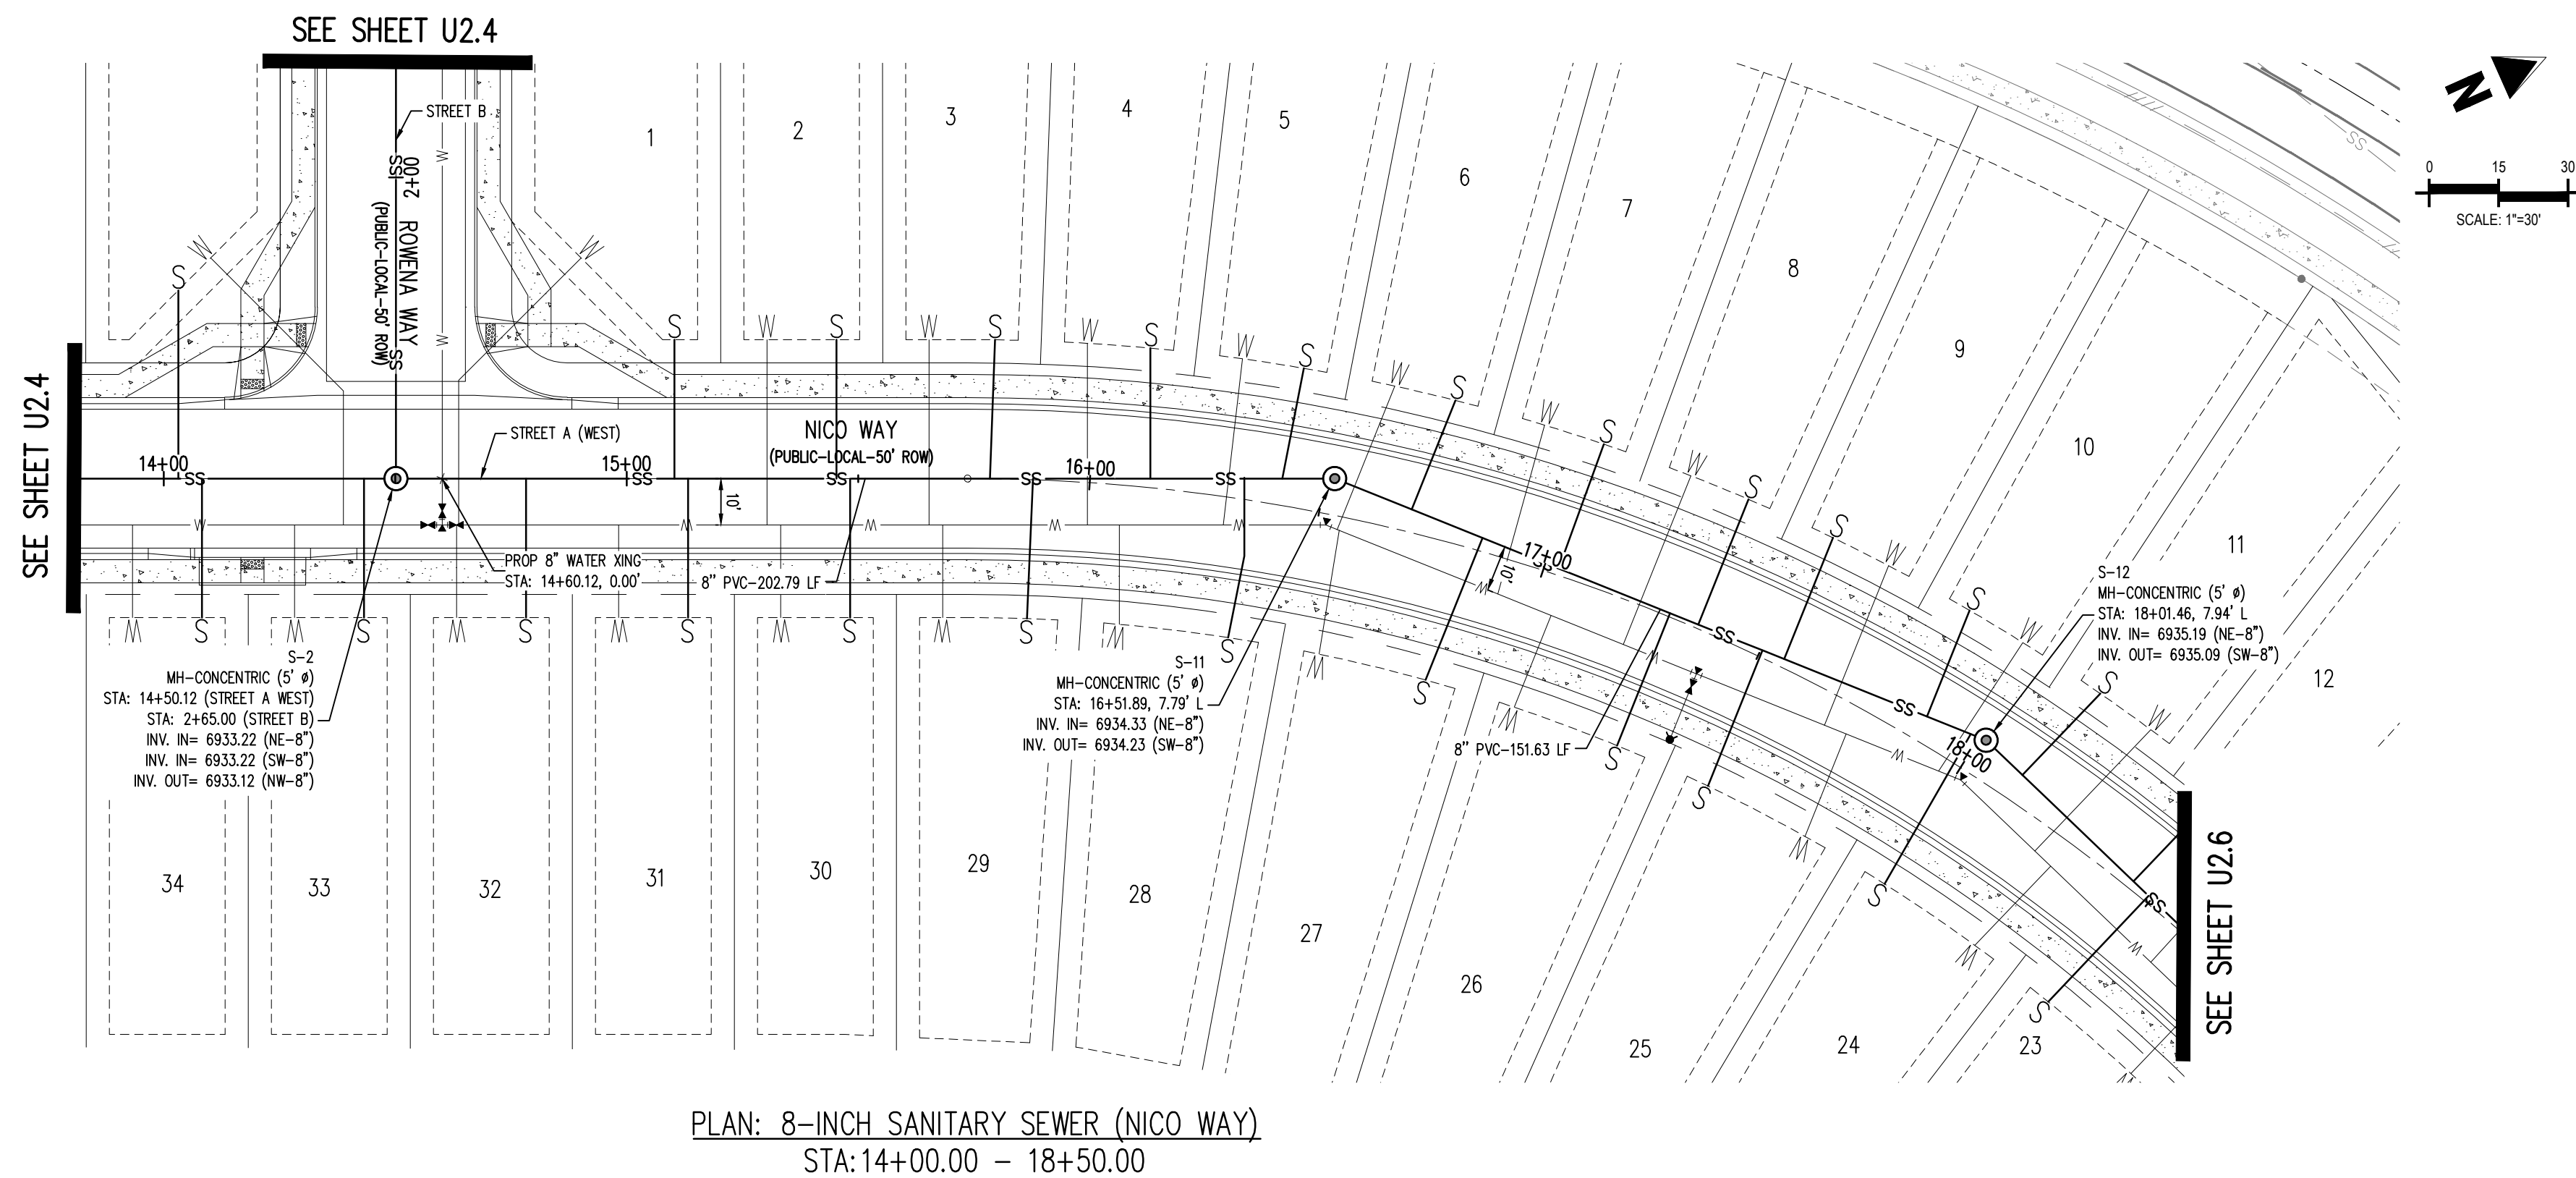 SEE SHEET U2.4
STREET B
2+00
ROWENA WAY
(PUBLIC-LOCAL-50' ROW)
SS
SS
W
W
1
2
3
4
5
6
7
8
9
10
11
12
SS
N
0 15 30
SCALE: 1"=30'
SEE SHEET U2.4
W
S
W
S
W
S
W
S
W
S
W
S
W
S
W
S
W
S
S
W
S
W
S
W
14+00
SS
STREET A (WEST)
15+00
SS
NICO WAY
(PUBLIC-LOCAL-50' ROW)
SS
SS
16+00
SS
17+00
SS
SS
SS
18+00
SS
10'
10'
W
W
W
W
W
W
W
W
W
PROP 8" WATER XING
STA: 14+60.12, 0.00'
8" PVC-202.79 LF
8" PVC-151.63 LF
W
S
W
S
W
S
W
S
W
S
W
S
W
S
W
S
W
S
S
W
S
W
S
W
S-2
MH-CONCENTRIC (5' ø)
STA: 14+50.12 (STREET A WEST)
STA: 2+65.00 (STREET B)
INV. IN= 6933.22 (NE-8")
INV. IN= 6933.22 (SW-8")
INV. OUT= 6933.12 (NW-8")
S-11
MH-CONCENTRIC (5' ø)
STA: 16+51.89, 7.79' L
INV. IN= 6934.33 (NE-8")
INV. OUT= 6934.23 (SW-8")
S-12
MH-CONCENTRIC (5' ø)
STA: 18+01.46, 7.94' L
INV. IN= 6935.19 (NE-8")
INV. OUT= 6935.09 (SW-8")
34
33
32
31
30
29
28
27
26
25
24
23
SEE SHEET U2.6
PLAN: 8-INCH SANITARY SEWER (NICO WAY)
STA:14+00.00 - 18+50.00